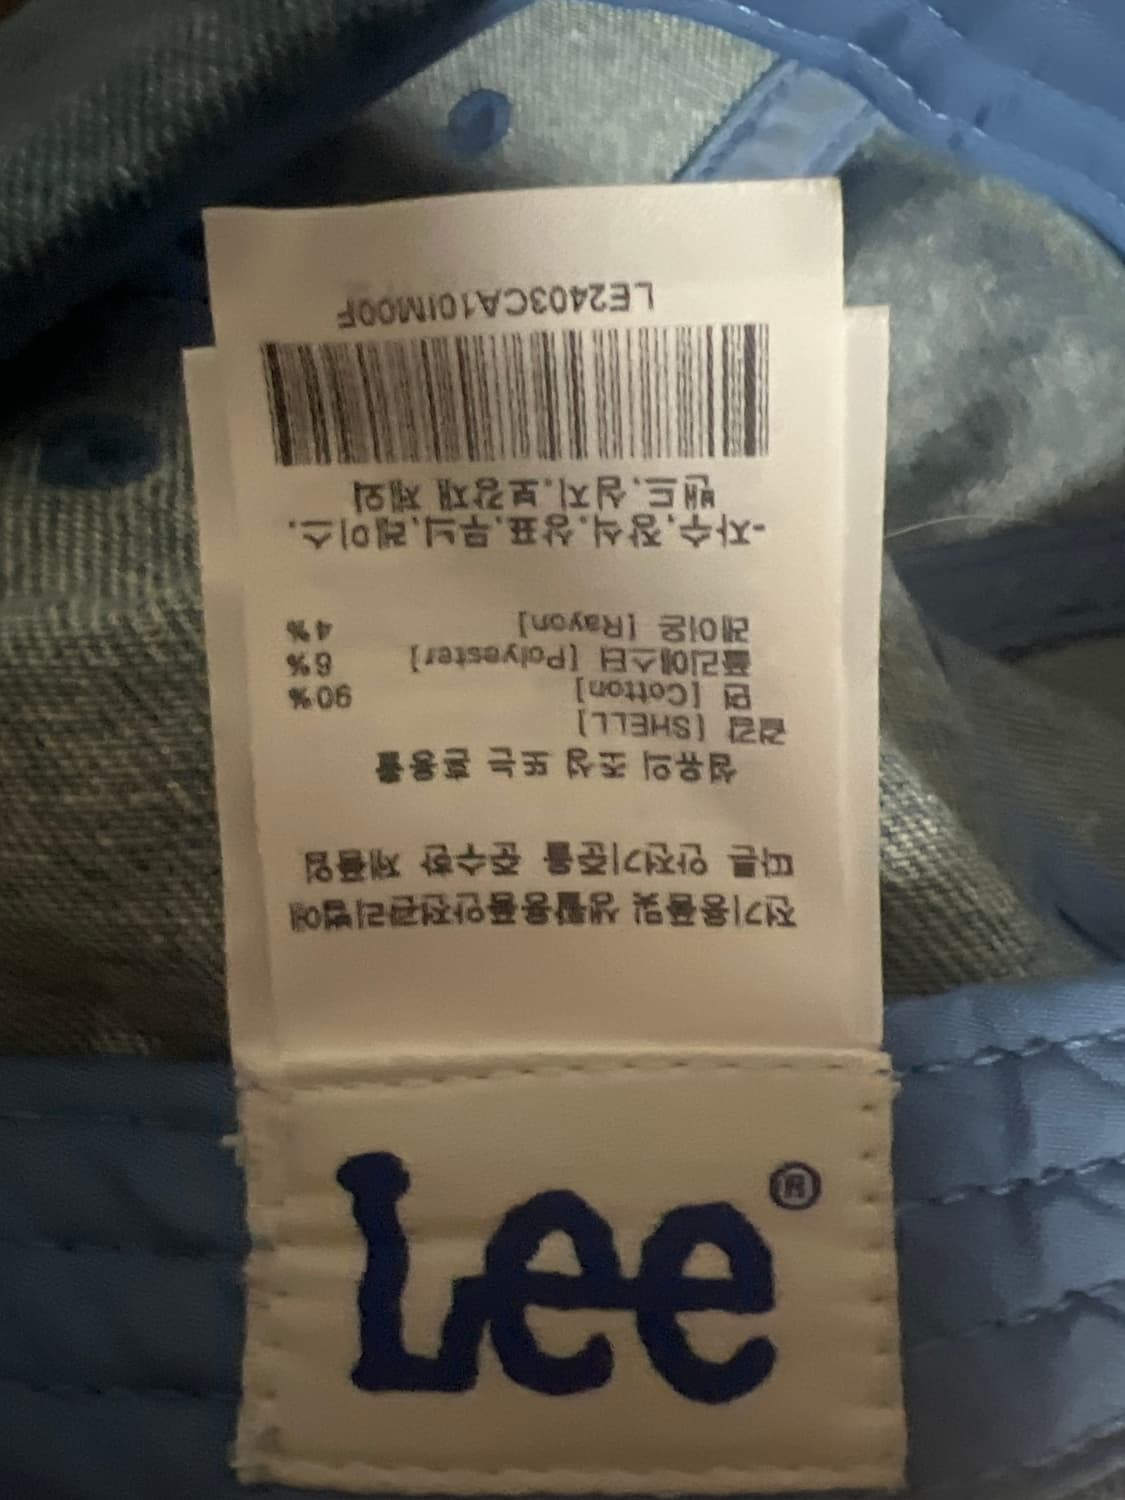 전기용품및 생활용품안전관리법에
따른 안전기준을 준수한 제품임
섬유의 조성 또는 혼용률
겉감 [SHELL]
면 [Cotton] 90%
폴리에스터 [Polyester] 6%
레이온 [Rayon] 4%
-자수.장식.상표.무늬.레이스.
밴드.심지.보강재 제외
LE2403CA10IM00F
Lee®